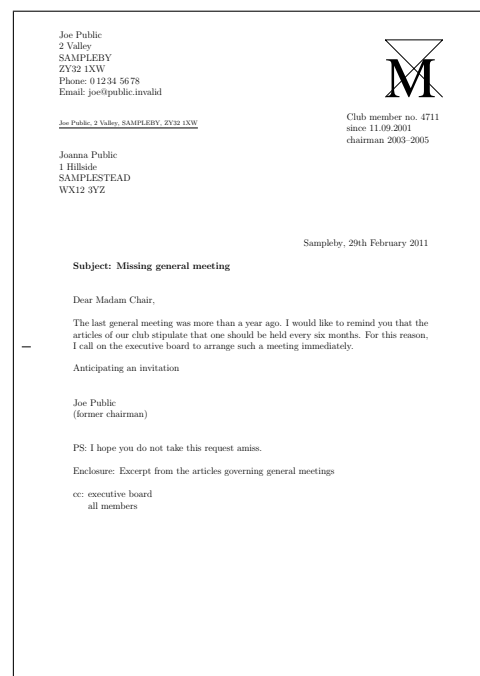 Joe Public
2 Valley
SAMPLEBY
ZY32 1XW
Phone: 0 12 34 56 78
Email: joe@public.invalid
M
Club member no. 4711
since 11.09.2001
chairman 2003–2005
Joe Public, 2 Valley, SAMPLEBY, ZY32 1XW
Joanna Public
1 Hillside
SAMPLESTEAD
WX12 3YZ
Sampleby, 29th February 2011
Subject: Missing general meeting
Dear Madam Chair,
The last general meeting was more than a year ago. I would like to remind you that the
articles of our club stipulate that one should be held every six months. For this reason,
I call on the executive board to arrange such a meeting immediately.
Anticipating an invitation
Joe Public
(former chairman)
PS: I hope you do not take this request amiss.
Enclosure: Excerpt from the articles governing general meetings
cc: executive board
all members